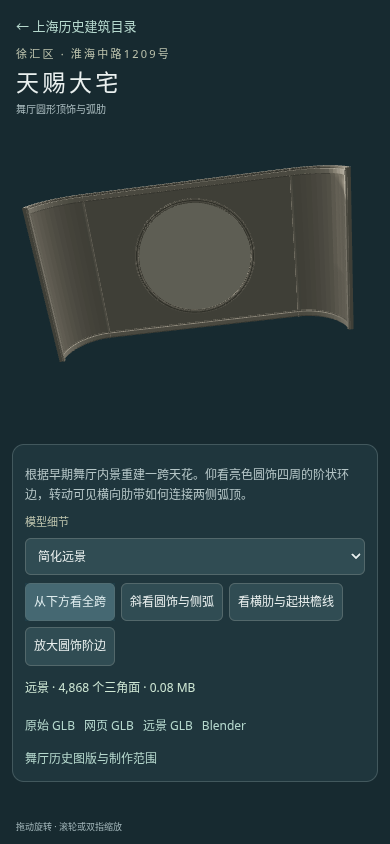 ← 上海历史建筑目录
徐汇区 · 淮海中路1209号
天赐大宅
舞厅圆形顶饰与弧肋
根据早期舞厅内景重建一跨天花。仰看亮色圆饰四周的阶状环
边，转动可见横向肋带如何连接两侧弧顶。
模型细节
简化远景
从下方看全跨 斜看圆饰与侧弧 看横肋与起拱檐线
放大圆饰阶边
远景 · 4,868 个三角面 · 0.08 MB
原始 GLB 网页 GLB 远景 GLB Blender
舞厅历史图版与制作范围
拖动旋转 · 滚轮或双指缩放